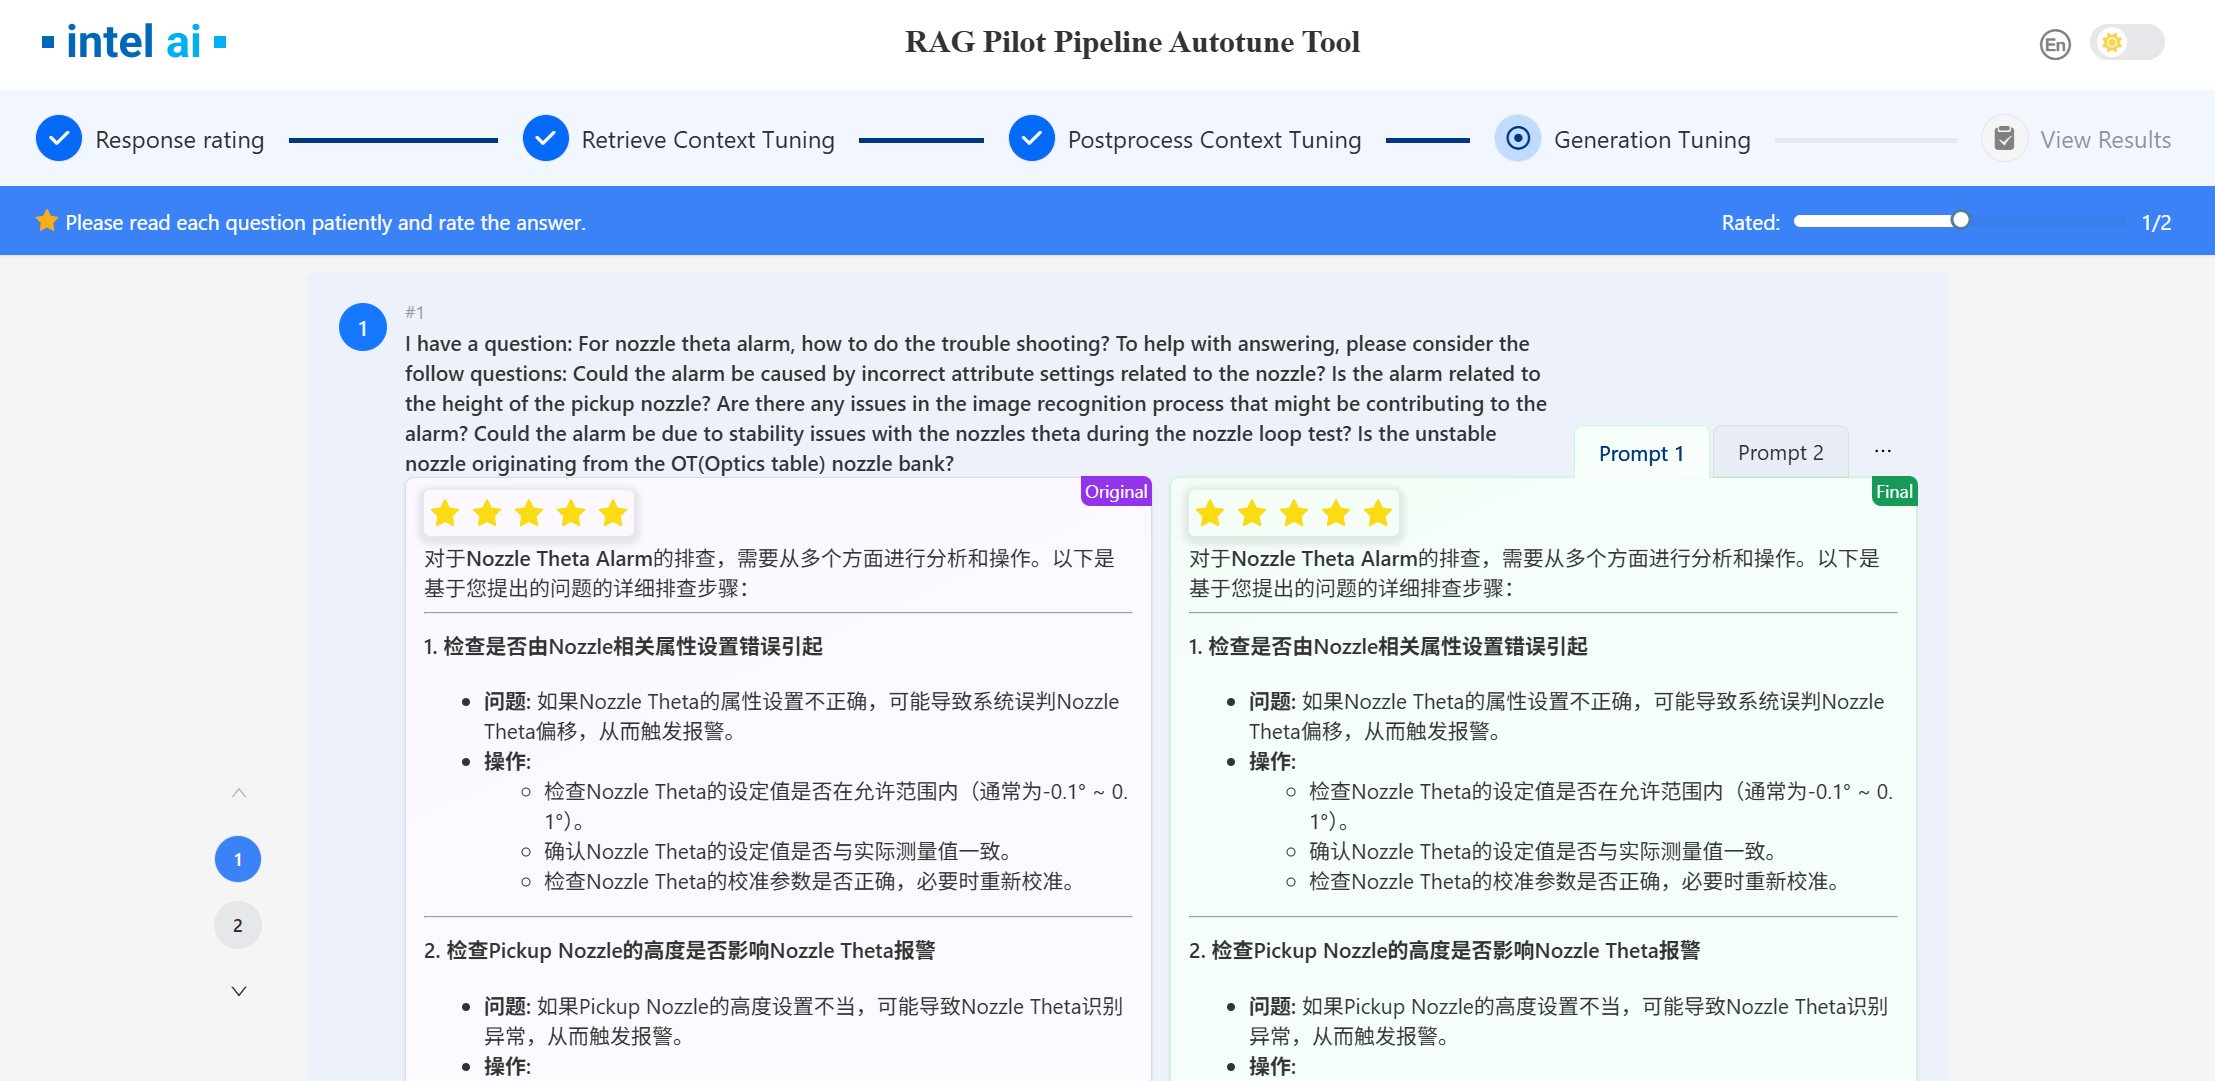 intel ai
RAG Pilot Pipeline Autotune Tool
En
Response rating
Retrieve Context Tuning
Postprocess Context Tuning
Generation Tuning
View Results
Please read each question patiently and rate the answer.
Rated:
1/2
1
#1
I have a question: For nozzle theta alarm, how to do the trouble shooting? To help with answering, please consider the
follow questions: Could the alarm be caused by incorrect attribute settings related to the nozzle? Is the alarm related to
the height of the pickup nozzle? Are there any issues in the image recognition process that might be contributing to the
alarm? Could the alarm be due to stability issues with the nozzles theta during the nozzle loop test? Is the unstable
nozzle originating from the OT(Optics table) nozzle bank?
Prompt 1
Prompt 2
...
Original
对于Nozzle Theta Alarm的排查，需要从多个方面进行分析和操作。以下是
基于您提出的问题的详细排查步骤：
1. 检查是否由Nozzle相关属性设置错误引起
• 问题: 如果Nozzle Theta的属性设置不正确，可能导致系统误判Nozzle
Theta偏移，从而触发报警。
• 操作:
○ 检查Nozzle Theta的设定值是否在允许范围内（通常为-0.1° ~ 0.
1°）。
○ 确认Nozzle Theta的设定值是否与实际测量值一致。
○ 检查Nozzle Theta的校准参数是否正确，必要时重新校准。
2. 检查Pickup Nozzle的高度是否影响Nozzle Theta报警
• 问题: 如果Pickup Nozzle的高度设置不当，可能导致Nozzle Theta识别
异常，从而触发报警。
• 操作:
Final
对于Nozzle Theta Alarm的排查，需要从多个方面进行分析和操作。以下是
基于您提出的问题的详细排查步骤：
1. 检查是否由Nozzle相关属性设置错误引起
• 问题: 如果Nozzle Theta的属性设置不正确，可能导致系统误判Nozzle
Theta偏移，从而触发报警。
• 操作:
○ 检查Nozzle Theta的设定值是否在允许范围内（通常为-0.1° ~ 0.
1°）。
○ 确认Nozzle Theta的设定值是否与实际测量值一致。
○ 检查Nozzle Theta的校准参数是否正确，必要时重新校准。
2. 检查Pickup Nozzle的高度是否影响Nozzle Theta报警
• 问题: 如果Pickup Nozzle的高度设置不当，可能导致Nozzle Theta识别
异常，从而触发报警。
• 操作:
1
2